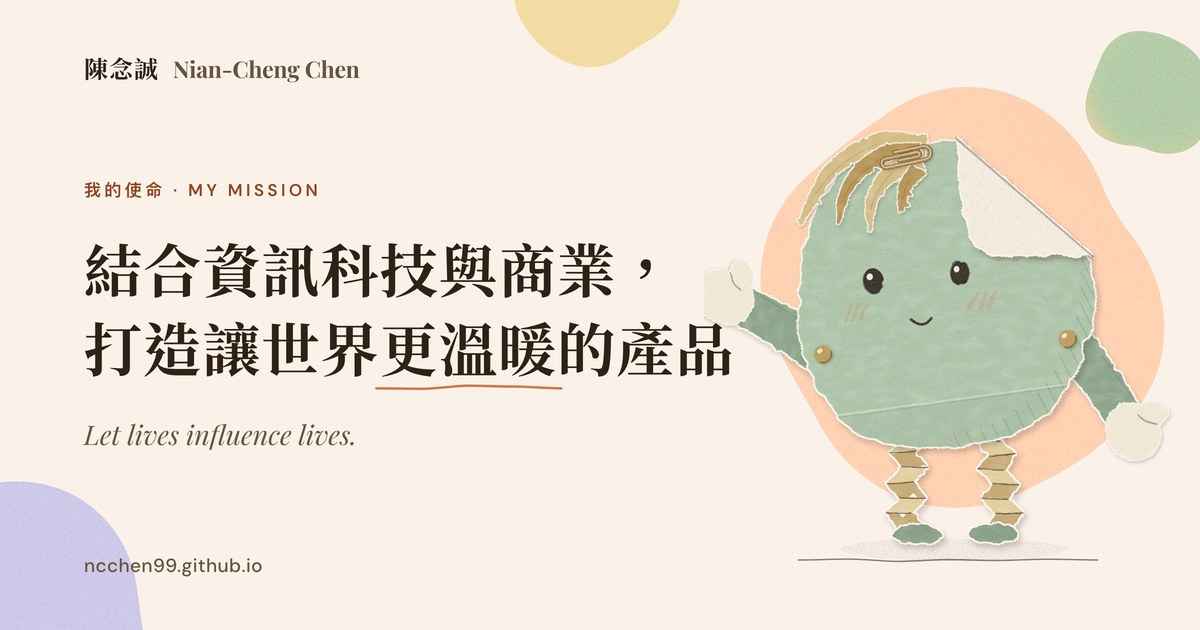 陳念誠 Nian-Cheng Chen
我的使命 · MY MISSION
結合資訊科技與商業，
打造讓世界更溫暖的產品
Let lives influence lives.
ncchen99.github.io